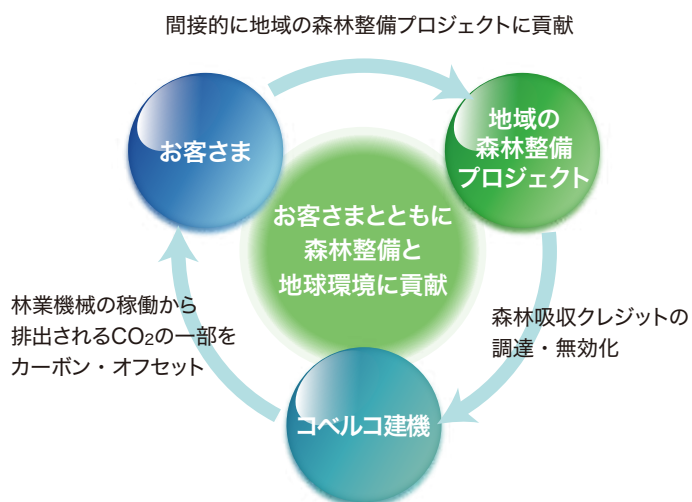 間接的に地域の森林整備プロジェクトに貢献
お客さま
地域の
森林整備
プロジェクト
お客さまとともに
森林整備と
地球環境に貢献
林業機械の稼働から
排出されるCO₂の一部を
カーボン・オフセット
森林吸収クレジットの
調達・無効化
コベルコ建機